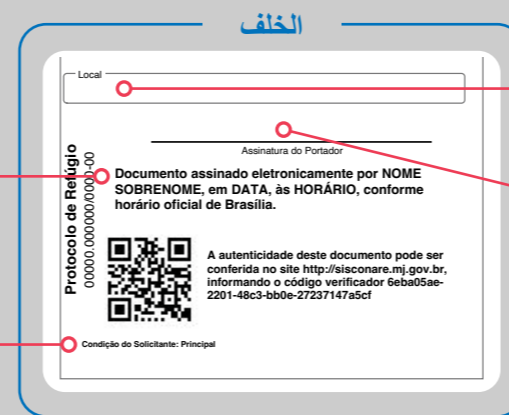 الخلف
Local
Assinatura do Portador
Protocolo de Refúgio
00000.000000/0000-00
Documento assinado eletronicamente por NOME
SOBRENOME, em DATA, às HORÁRIO, conforme
horário oficial de Brasília.
A autenticidade deste documento pode ser
conferida no site http://sisconare.mj.gov.br,
informando o código verificador 6eba05ae-
2201-48c3-bb0e-27237147a5cf
Condição do Solicitante: Principal